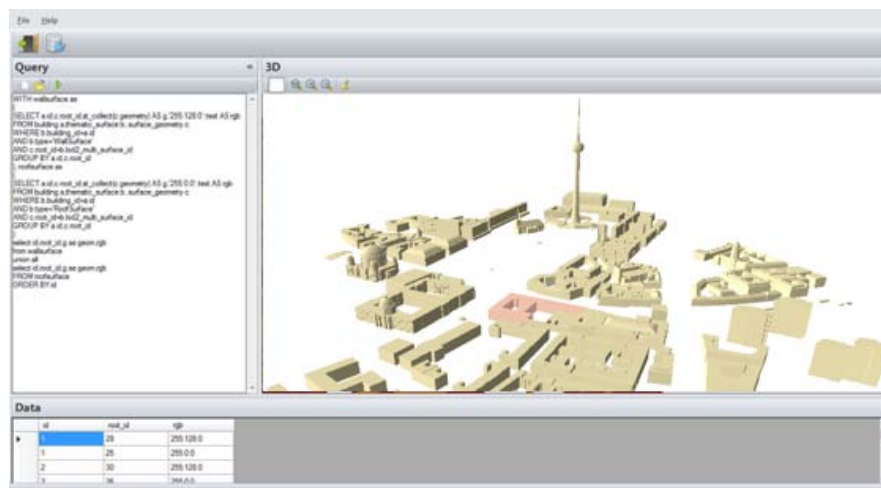 File Help
Query
3D
WITH wallsurface as
(
SELECT a.id,c.root_id,st_collect(c.geometry) AS g,'255:128:0'::text AS rgb
FROM building a,thematic_surface b, surface_geometry c
WHERE b.building_id=a.id
AND b.type='WallSurface'
AND c.root_id=b.lod2_multi_surface_id
GROUP BY a.id,c.root_id
), roofsurface as
(
SELECT a.id,c.root_id,st_collect(c.geometry) AS g,'255:0:0'::text AS rgb
FROM building a,thematic_surface b, surface_geometry c
WHERE b.building_id=a.id
AND b.type='RoofSurface'
AND c.root_id=b.lod2_multi_surface_id
GROUP BY a.id,c.root_id
)
select id,root_id,g as geom,rgb
from wallsurface
union all
select id,root_id,g as geom,rgb
FROM roofsurface
ORDER BY id
Data
id root_id rgb
1 28 255:128:0
1 25 255:0:0
2 30 255:128:0